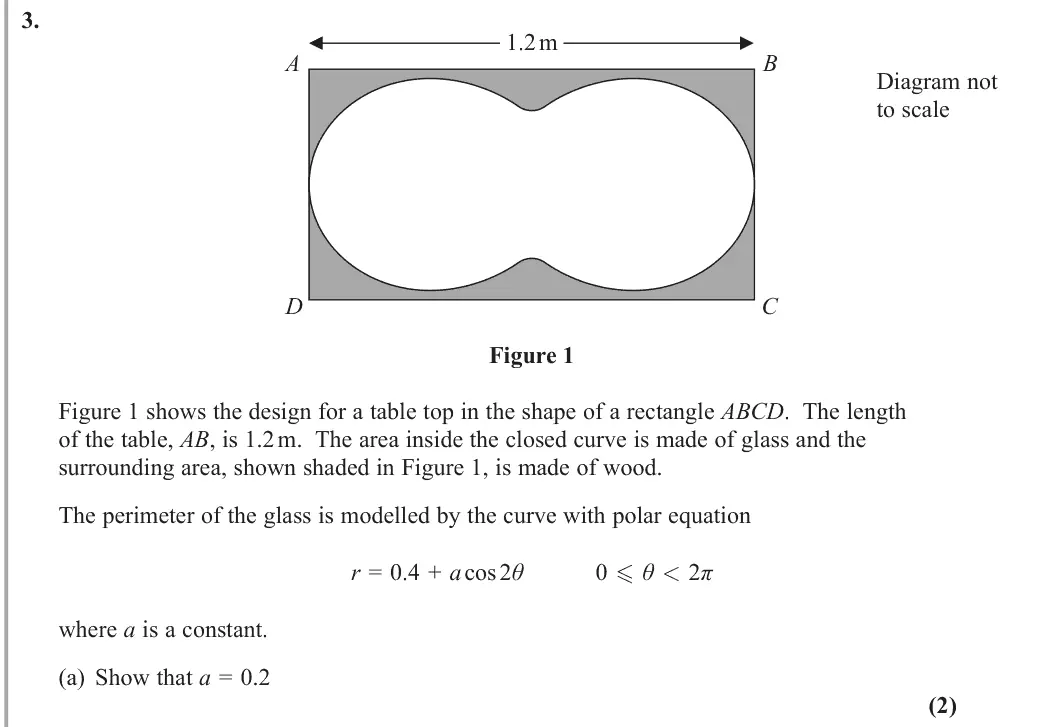 3.
1.2 m
A
B
Diagram not
to scale
D
C
Figure 1
Figure 1 shows the design for a table top in the shape of a rectangle ABCD. The length
of the table, AB, is 1.2 m. The area inside the closed curve is made of glass and the
surrounding area, shown shaded in Figure 1, is made of wood.
The perimeter of the glass is modelled by the curve with polar equation
r = 0.4 + a cos 2θ 0 ⩽ θ < 2π
where a is a constant.
(a) Show that a = 0.2
(2)